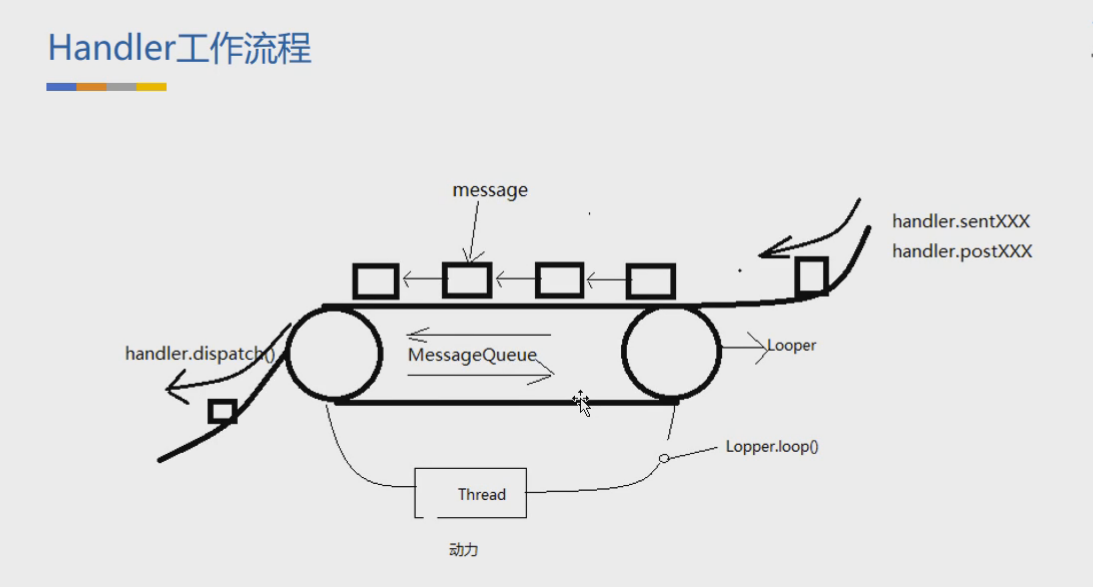 Handler工作流程
message
handler.sentXXX
handler.postXXX
handler.dispatch()
MessageQueue
Looper
Lopper.loop()
Thread
动力